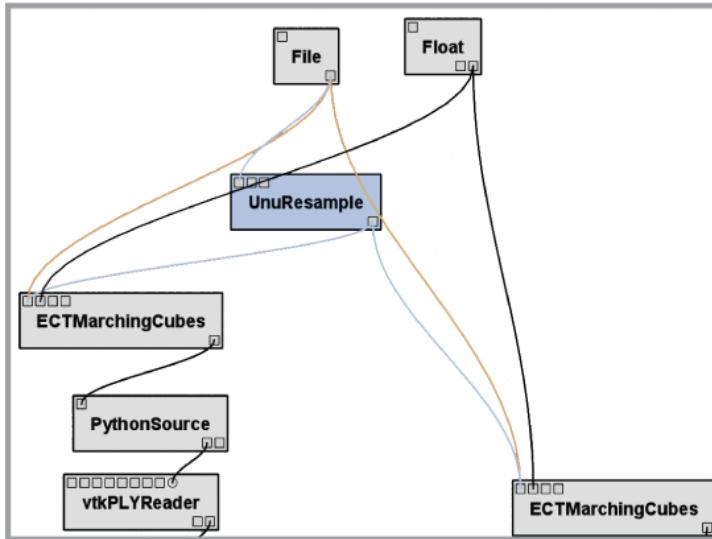 File
Float
UnuResample
ECTMarchingCubes
PythonSource
vtkPLYReader
ECTMarchingCubes